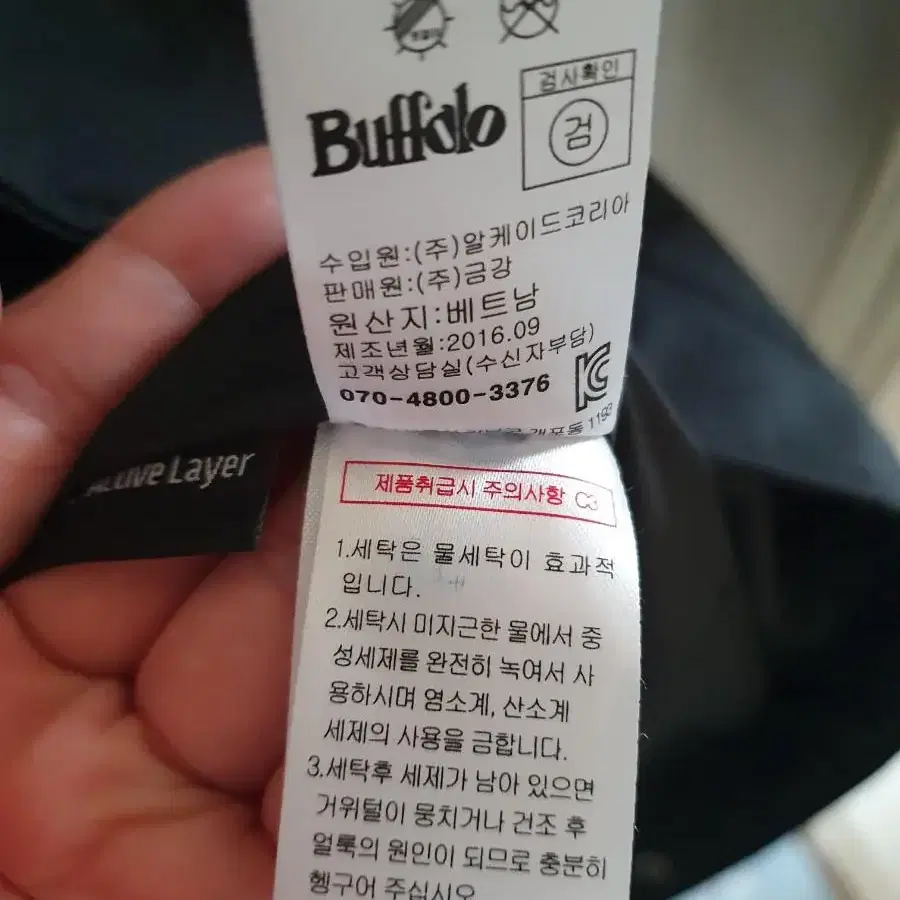 Buffalo
검사확인
검
수입원:(주)알케이드코리아
판매원:(주)금강
원산지:베트남
제조년월:2016.09
고객상담실(수신자부담)
070-4800-3376
개포동 1193
Active Layer
제품취급시 주의사항 C3
1.세탁은 물세탁이 효과적
입니다.
2.세탁시 미지근한 물에서 중
성세제를 완전히 녹여서 사
용하시며 염소계, 산소계
세제의 사용을 금합니다.
3.세탁후 세제가 남아 있으면
거위털이 뭉치거나 건조 후
얼룩의 원인이 되므로 충분히
헹구어 주십시오